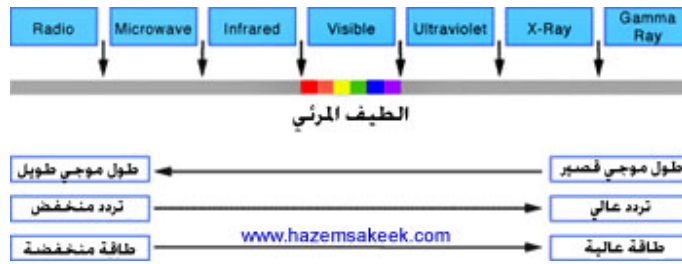 Radio Microwave Infrared Visible Ultraviolet X-Ray Gamma Ray
الطيف المرئي
طول موجي طويل طول موجي قصير
تردد منخفض تردد عالي
www.hazemsakeek.com
طاقة منخفضة طاقة عالية